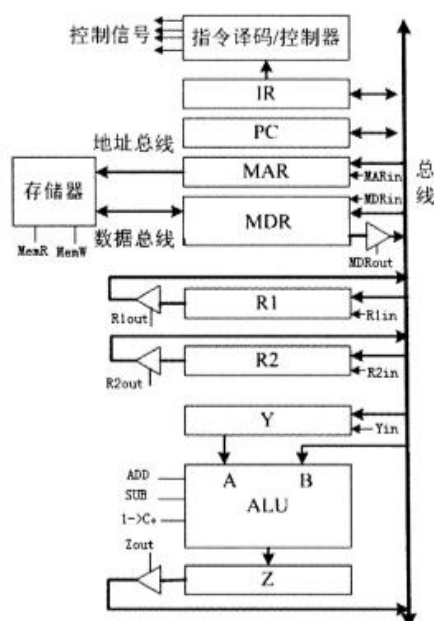 控制信号
指令译码/控制器
IR
PC
地址总线
MAR
MARin
总线
存储器
MDRin
MDR
数据总线
MemR
MemW
MDRout
R1
R1out
R1in
R2
R2out
R2in
Y
Yin
ADD
A
B
SUB
ALU
1->C+
Zout
Z